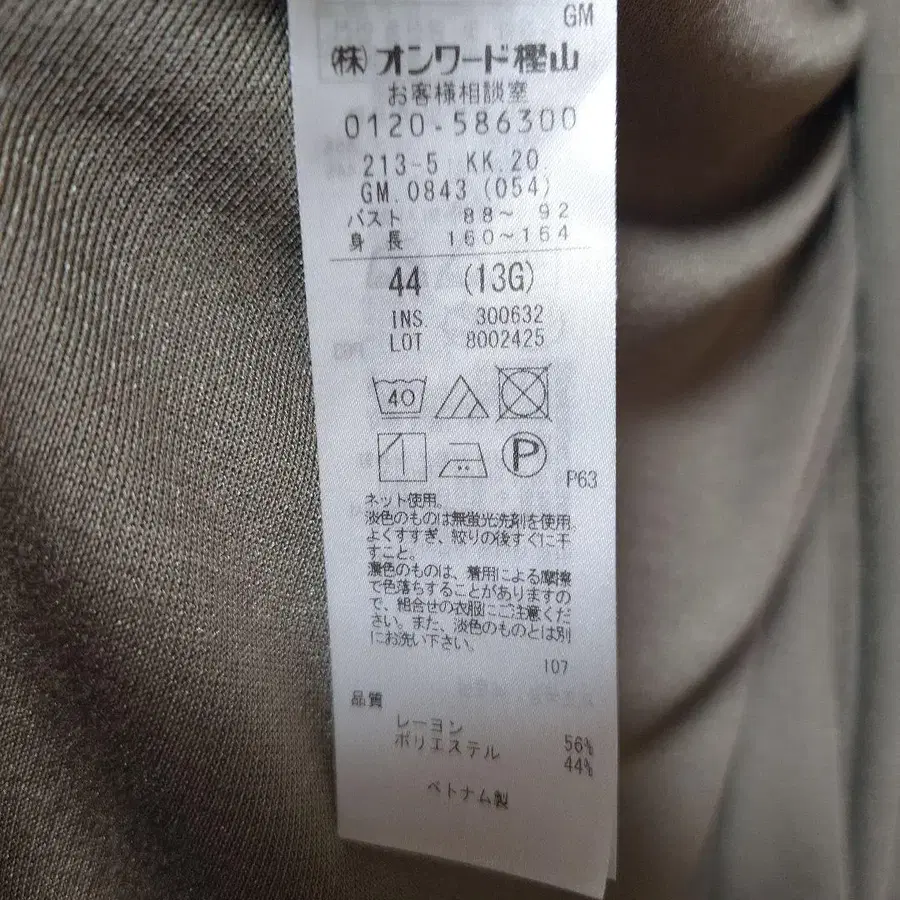 GM
(株)オンワード樫山
お客様相談室
0120-586300
213-5 KK.20
GM.0843 (054)
バスト 88～ 92
身 長 160～164
44 (13G)
INS 300632
LOT 8002425
40
P
P63
ネット使用。
淡色のものは無蛍光洗剤を使用。
よくすすぎ、絞りの後すぐに干
すこと。
濃色のものは、着用による摩擦
で色落ちすることがありますの
で、組合せの衣服にご注意くだ
さい。また、淡色のものとは別
にお洗い下さい。
107
品質
レーヨン 56%
ポリエステル 44%
ベトナム製